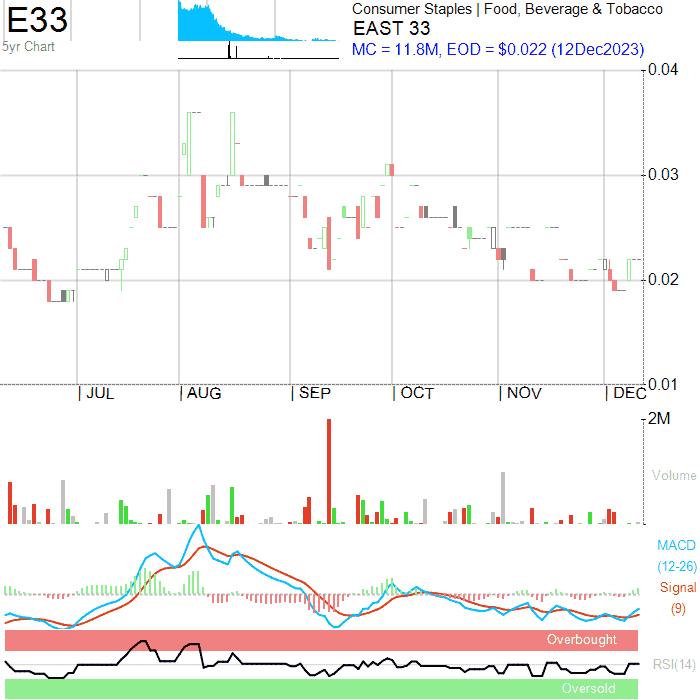 E33
5yr Chart
Consumer Staples | Food, Beverage & Tobacco
EAST 33
MC = 11.8M, EOD = $0.022 (12Dec2023)
0.04
0.03
0.02
0.01
| JUL | AUG | SEP | OCT | NOV | DEC
2M
Volume
MACD
(12-26)
Signal
(9)
Overbought
RSI(14)
Oversold